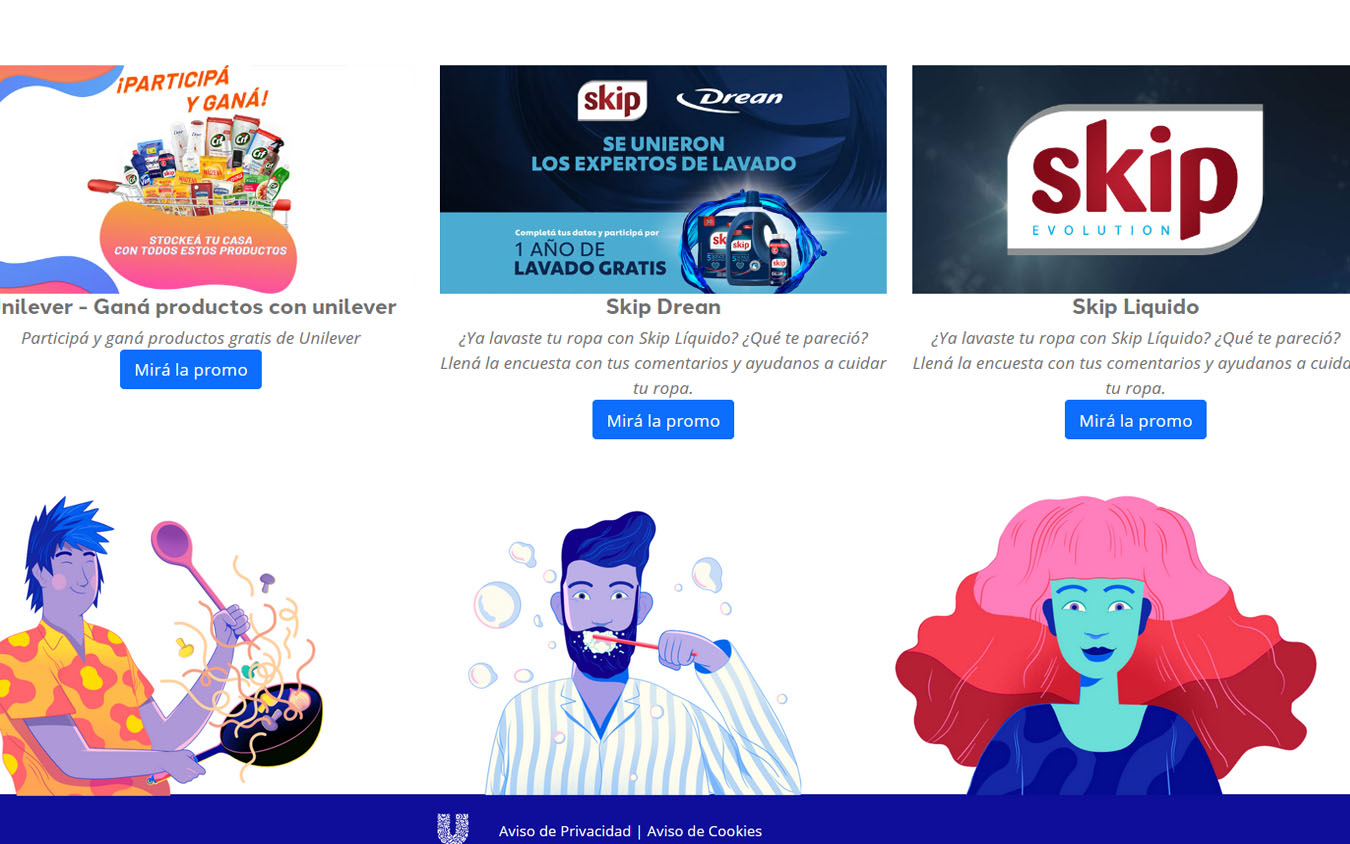 ¡PARTICIPÁ
Y GANÁ!
STOCKEÁ TU CASA
CON TODOS ESTOS PRODUCTOS
nilever - Ganá productos con unilever
Participá y ganá productos gratis de Unilever
Mirá la promo
skip
Drean
SE UNIERON
LOS EXPERTOS DE LAVADO
Completá tus datos y participá por
1 AÑO DE
LAVADO GRATIS
skip
skip
Skip Drean
¿Ya lavaste tu ropa con Skip Líquido? ¿Qué te pareció?
Llená la encuesta con tus comentarios y ayudanos a cuidar
tu ropa.
Mirá la promo
skip
EVOLUTION
Skip Liquido
¿Ya lavaste tu ropa con Skip Líquido? ¿Qué te pareció?
Llená la encuesta con tus comentarios y ayudanos a cuida
tu ropa.
Mirá la promo
Aviso de Privacidad | Aviso de Cookies